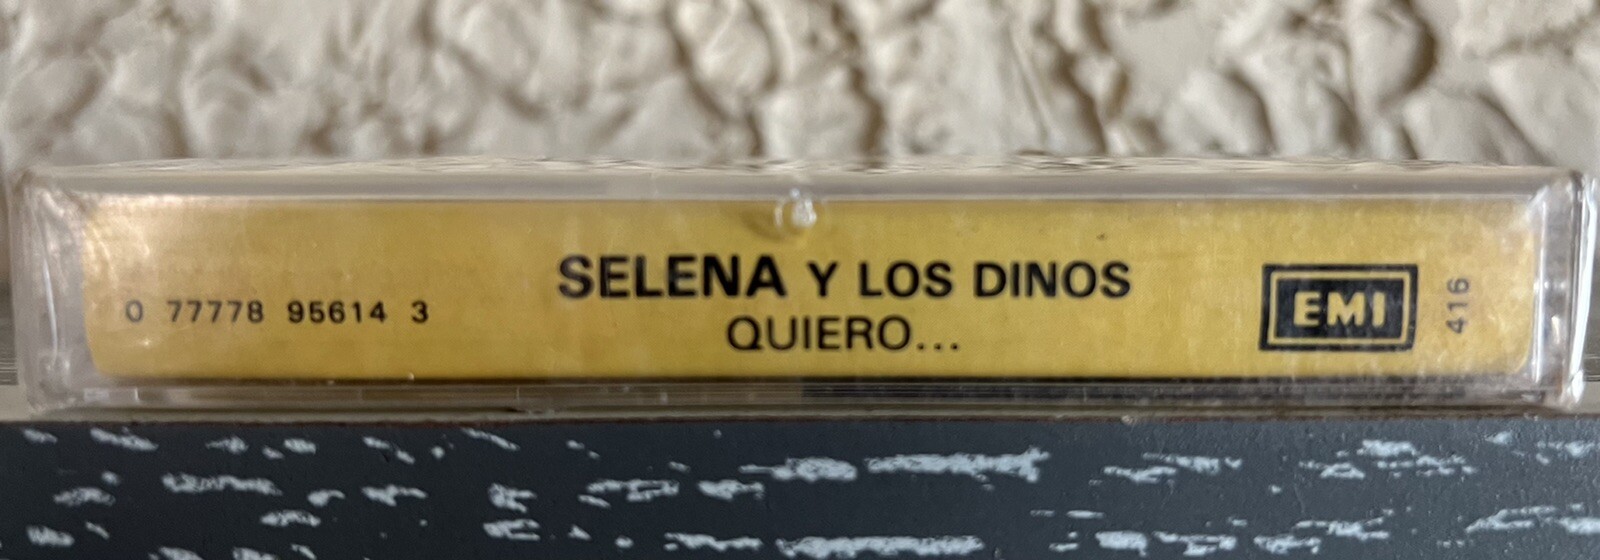 0 77778 95614 3
SELENA Y LOS DINOS
QUIERO...
EMI
416